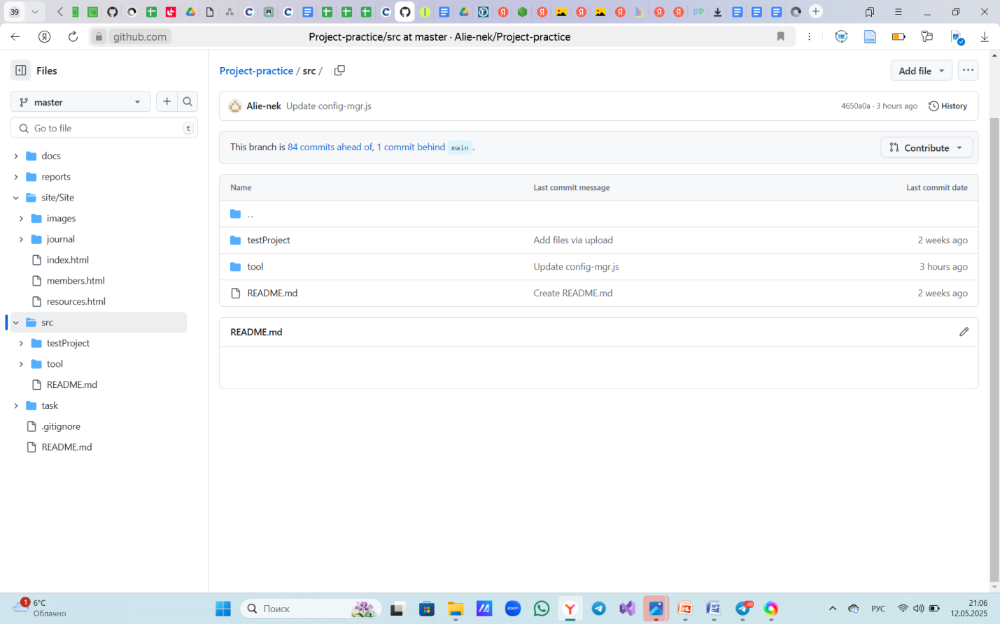 39
github.com
Project-practice/src at master · Alie-nek/Project-practice
Files
master
Go to file
t
docs
reports
site/Site
images
journal
index.html
members.html
resources.html
src
testProject
tool
README.md
task
.gitignore
README.md
Project-practice / src /
Add file
Alie-nek Update config-mgr.js
4650a0a · 3 hours ago
History
This branch is 84 commits ahead of, 1 commit behind main .
Contribute
Name Last commit message Last commit date
..
testProject Add files via upload 2 weeks ago
tool Update config-mgr.js 3 hours ago
README.md Create README.md 2 weeks ago
README.md
1
6°C
Облачно
Поиск
zoom
48
РУС
21:06
12.05.2025